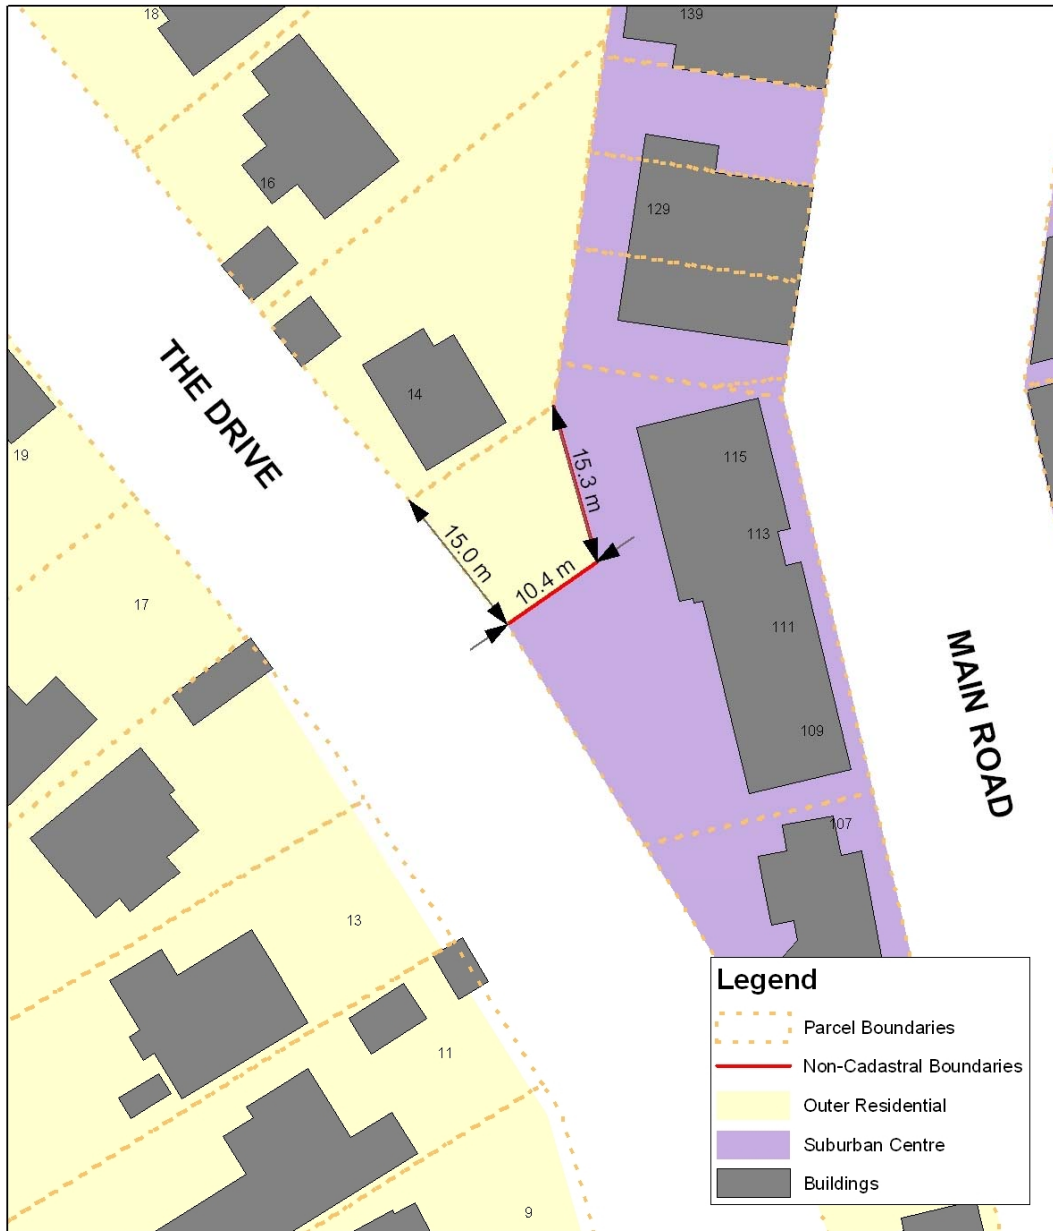 18
139
16
129
THE DRIVE
14
19
115
15.3 m
113
15.0 m
10.4 m
17
111
MAIN ROAD
109
107
13
11
9
Legend
Parcel Boundaries
Non-Cadastral Boundaries
Outer Residential
Suburban Centre
Buildings